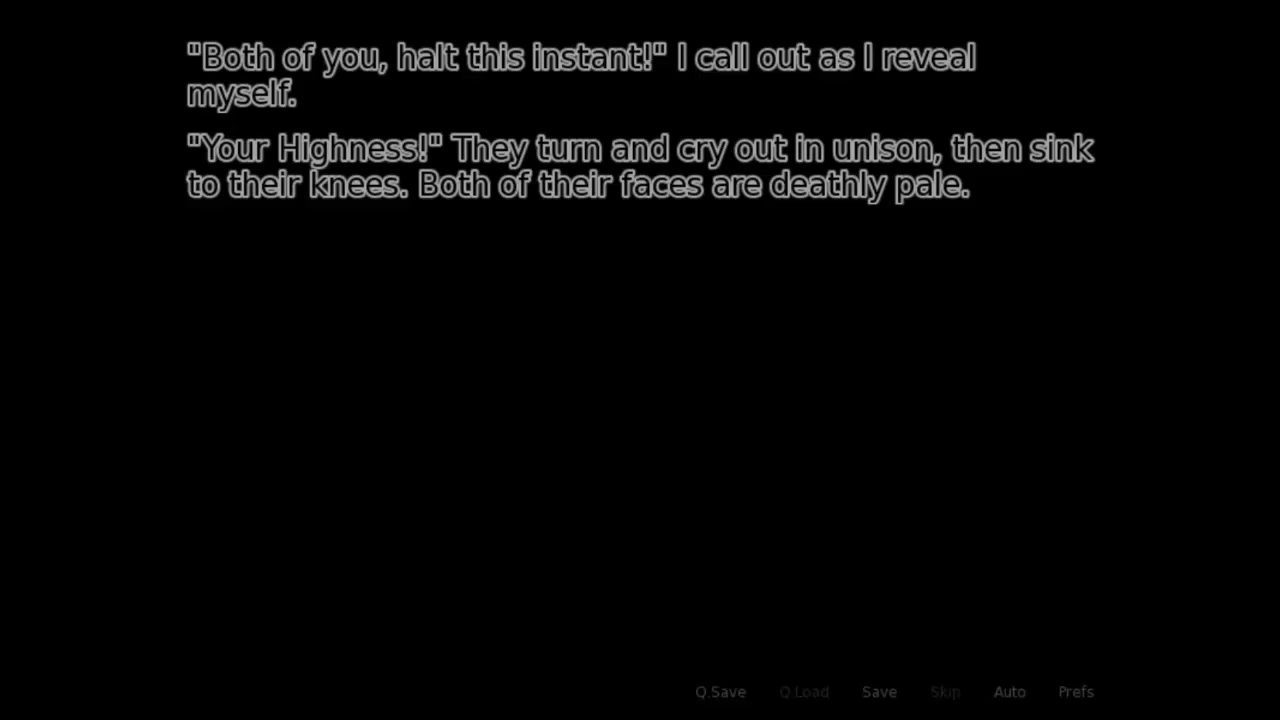 "Both of you, halt this instant!" I call out as I reveal
myself.
"Your Highness!" They turn and cry out in unison, then sink
to their knees. Both of their faces are deathly pale.
Q.Save Q.Load Save Skip Auto Prefs